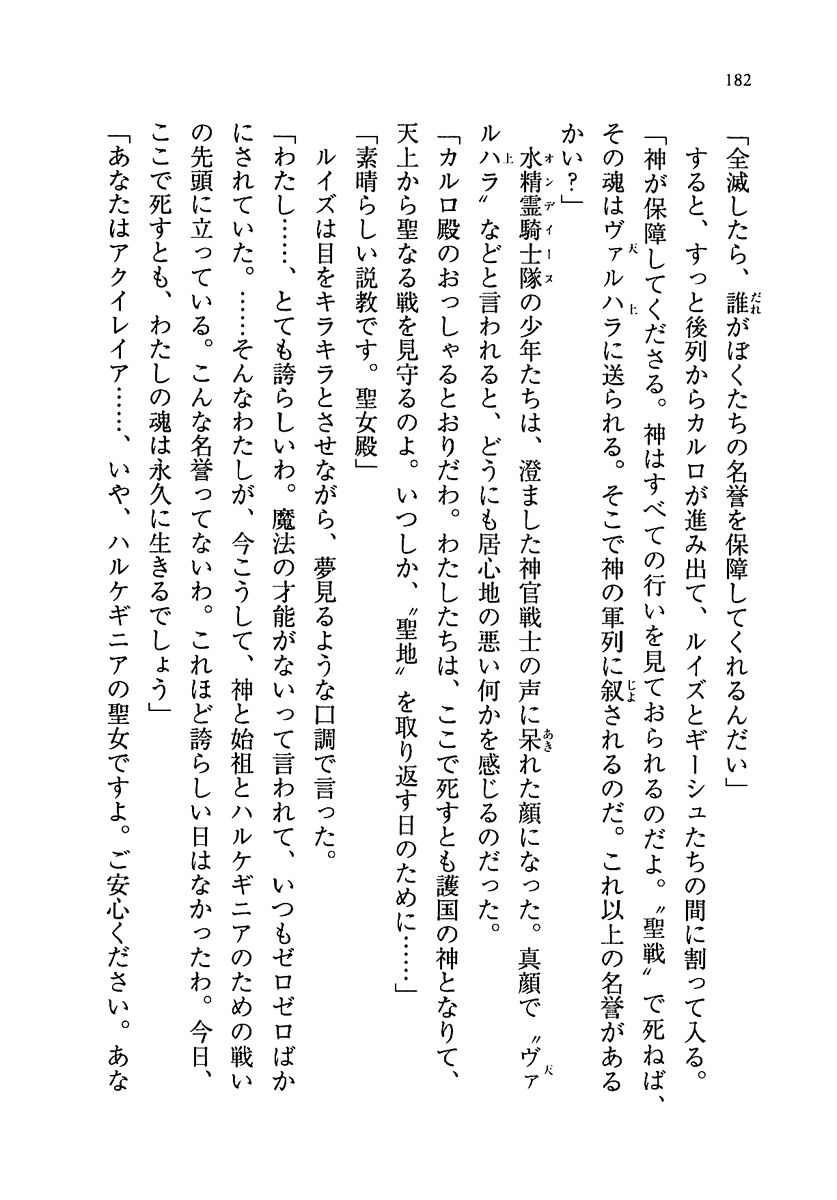 182
「全滅したら、誰がぼくたちの名誉を保障してくれるんだい」
すると、すっと後列からカルロが進み出て、ルイズとギーシュたちの間に割って入る。
「神が保障してくださる。神はすべての行いを見ておられるのだよ。〝聖戦〟で死ねば、
その魂はヴァルハラに送られる。そこで神の軍列に叙されるのだ。これ以上の名誉がある
かい？」
水精霊騎士隊の少年たちは、澄ました神官戦士の声に呆れた顔になった。真顔で〝ヴァ
ルハラ〟などと言われると、どうにも居心地の悪い何かを感じるのだった。
「カルロ殿のおっしゃるとおりだわ。わたしたちは、ここで死すとも護国の神となりて、
天上から聖なる戦を見守るのよ。いつしか、〝聖地〟を取り返す日のために……」
「素晴らしい説教です。聖女殿」
ルイズは目をキラキラとさせながら、夢見るような口調で言った。
「わたし……、とても誇らしいわ。魔法の才能がないって言われて、いつもゼロゼロばか
にされていた。……そんなわたしが、今こうして、神と始祖とハルケギニアのための戦い
の先頭に立っている。こんな名誉ってないわ。これほど誇らしい日はなかったわ。今日、
ここで死すとも、わたしの魂は永久に生きるでしょう」
「あなたはアクイレイア……、いや、ハルケギニアの聖女ですよ。ご安心ください。あな